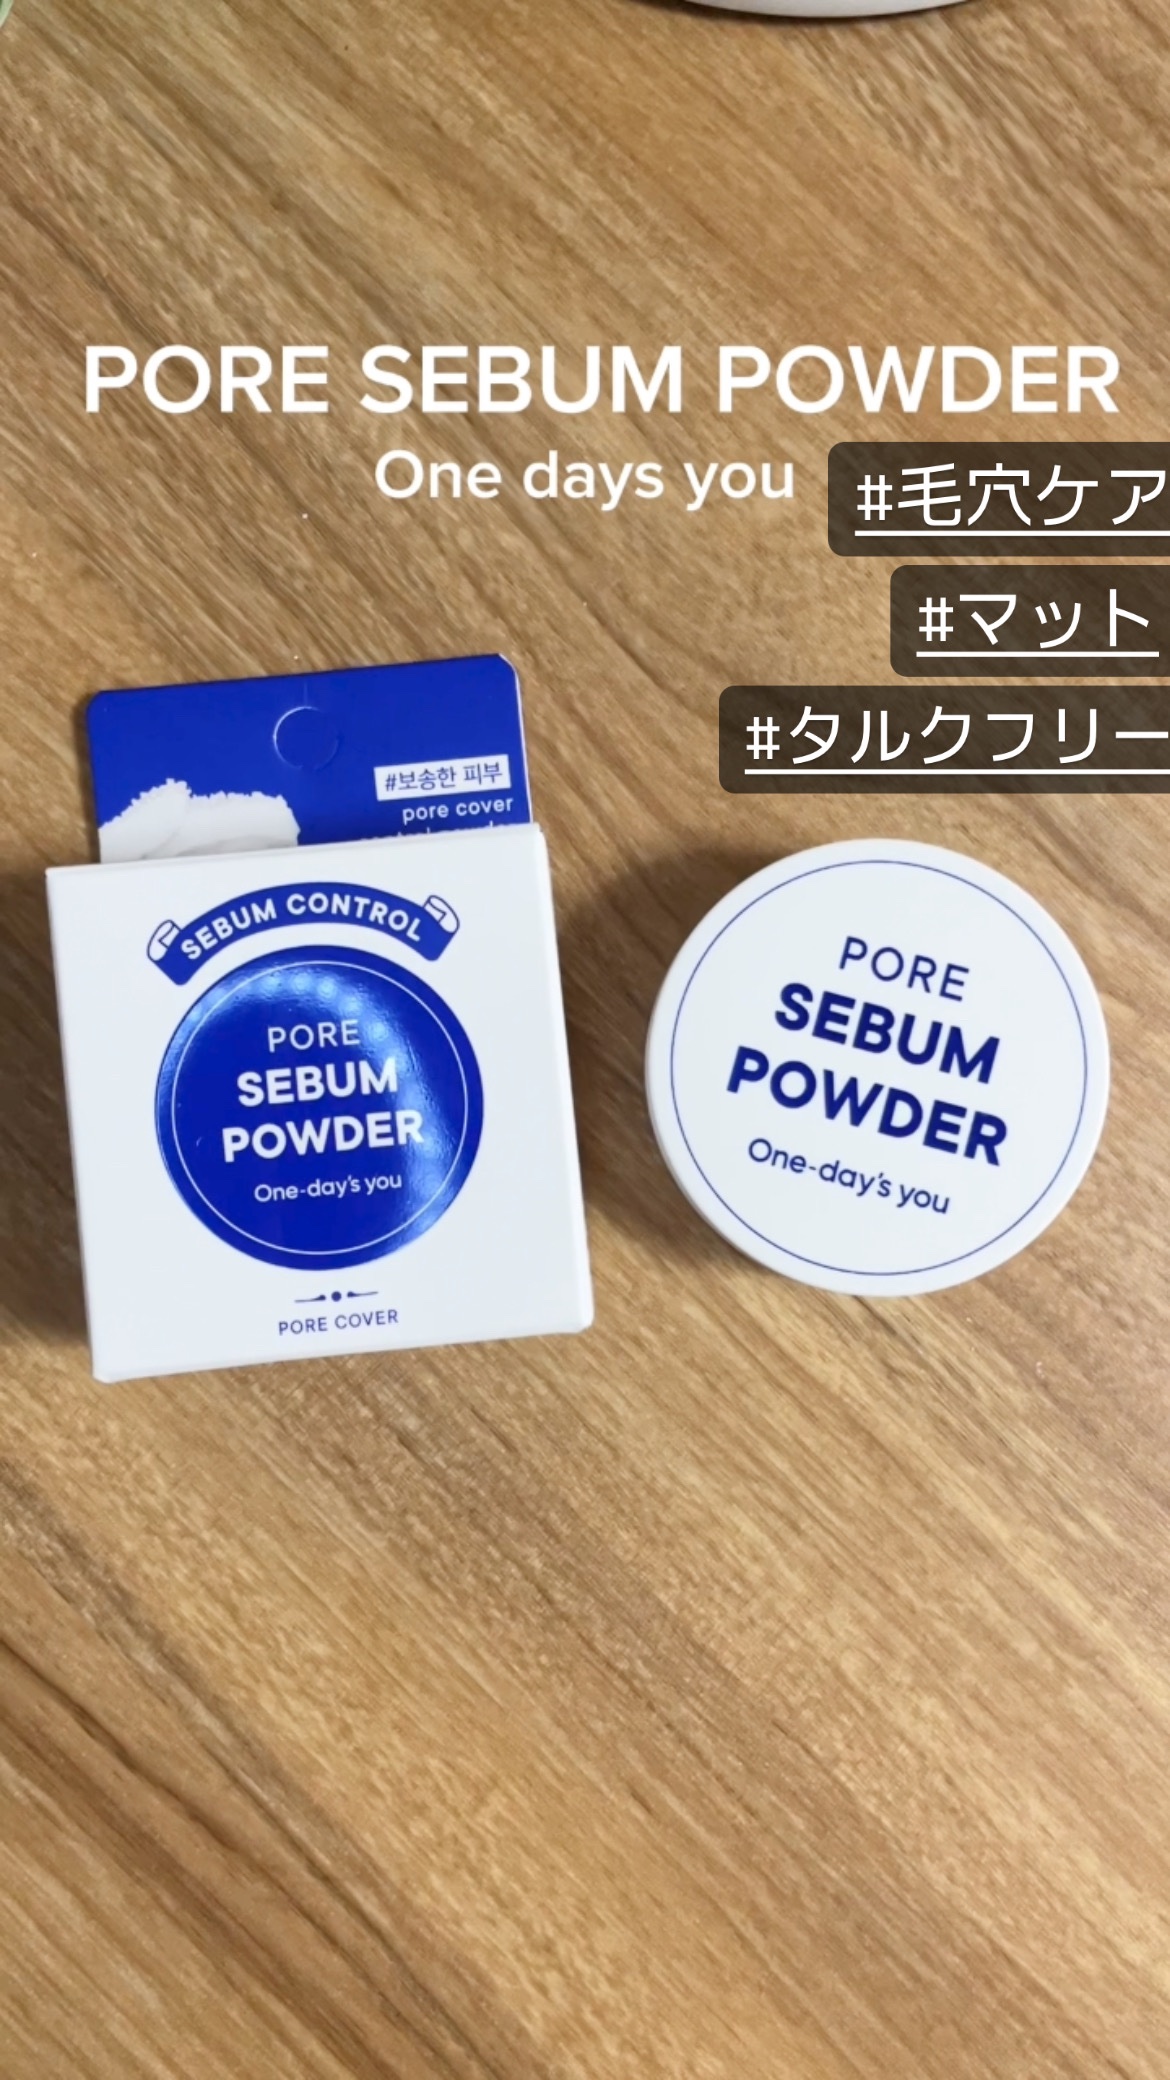 PORE SEBUM POWDER
One days you
#毛穴ケア
#マット
#タルクフリー
#보송한 피부
pore cover
SEBUM CONTROL
PORE
SEBUM
POWDER
One-day's you
PORE COVER
PORE
SEBUM
POWDER
One-day's you